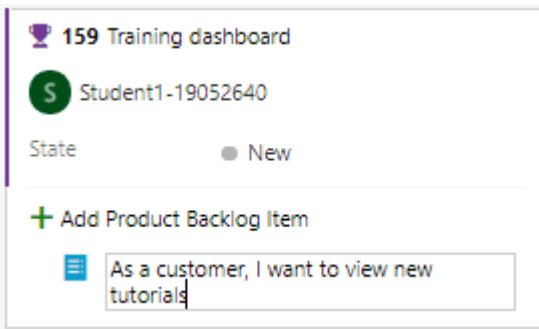 159 Training dashboard
S
Student1-19052640
State
New
Add Product Backlog Item
As a customer, I want to view new
tutorials